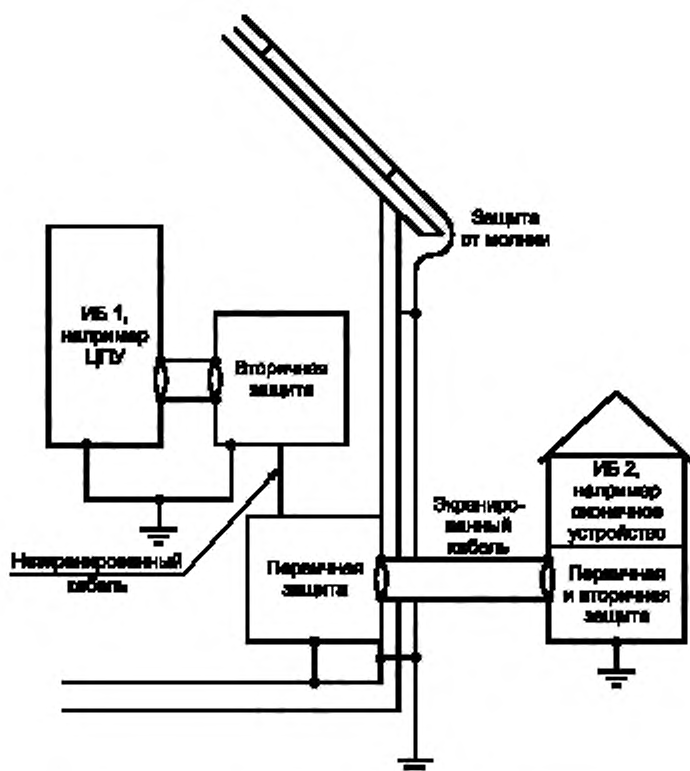 Защита
от молнии
ИБ 1,
например
ЦПУ
Вторичная
защита
ИБ 2,
например
оконечное
устройство
Экраниро-
ванный
кабель
Неэкранированный
кабель
Первичная
защита
Первичная
и вторичная
защита